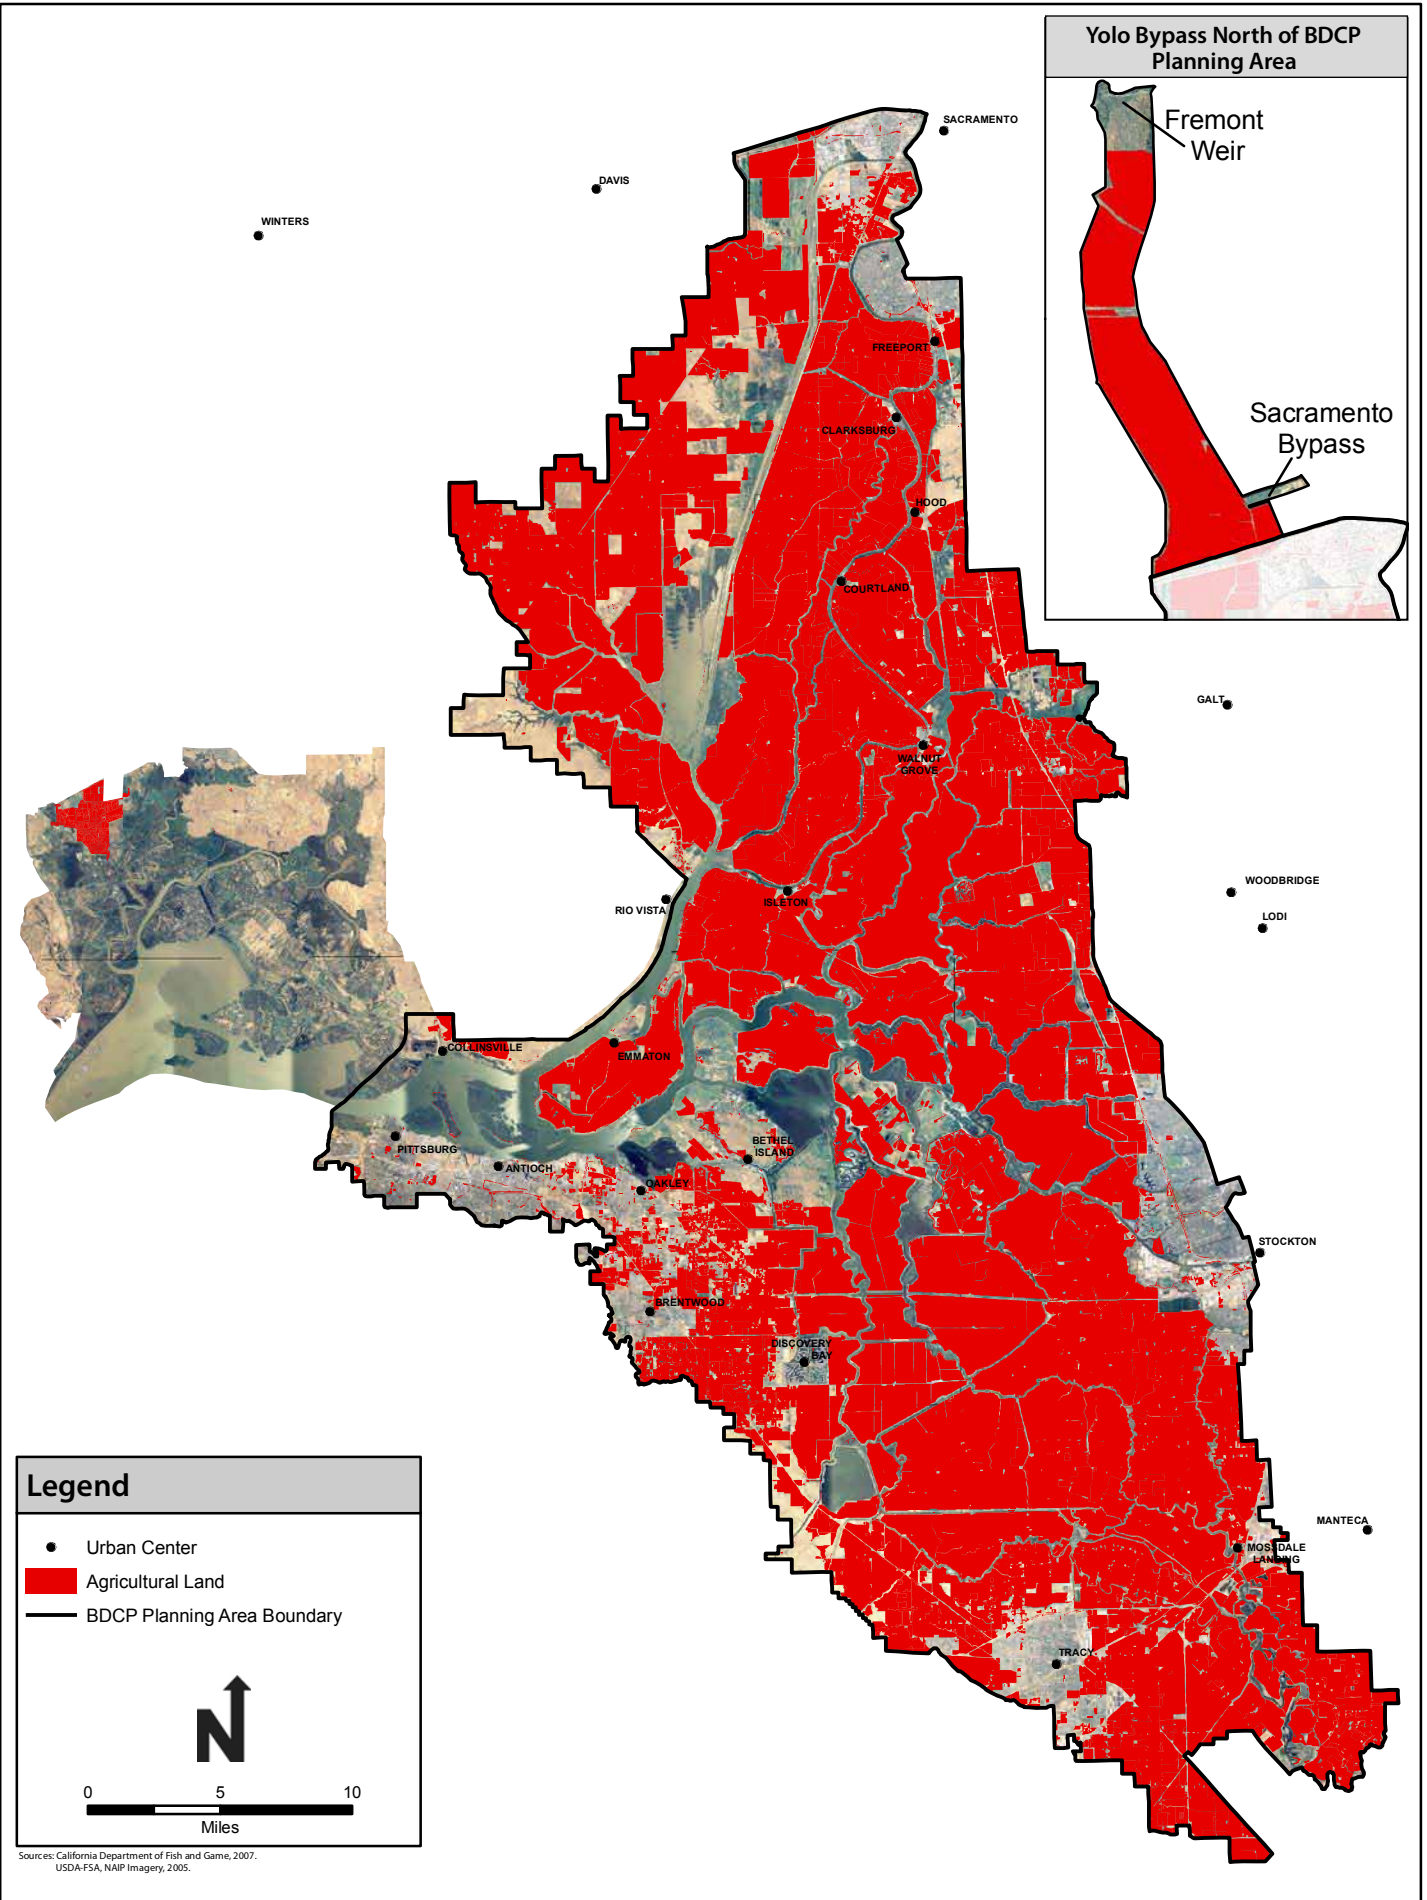 Yolo Bypass North of BDCP
Planning Area
Fremont
Weir
Sacramento
Bypass
SACRAMENTO
DAVIS
WINTERS
FREEPORT
CLARKSBURG
HOOD
COURTLAND
GALT
WALNUT
GROVE
WOODBRIDGE
LODI
RIO VISTA
ISLETON
COLLINSVILLE
EMMATON
PITTSBURG
ANTIOCH
BETHEL
ISLAND
OAKLEY
STOCKTON
BRENTWOOD
DISCOVERY
BAY
MANTECA
MOSSDALE
LANDING
TRACY
Legend
Urban Center
Agricultural Land
BDCP Planning Area Boundary
N
0 5 10
Miles
Sources: California Department of Fish and Game, 2007.
USDA-FSA, NAIP Imagery, 2005.